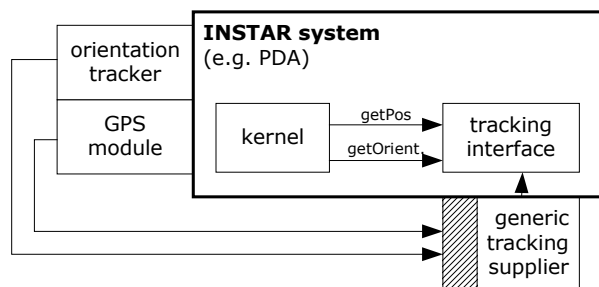 INSTAR system
(e.g. PDA)
orientation
tracker
GPS
module
kernel
getPos
getOrient.
tracking
interface
generic
tracking
supplier